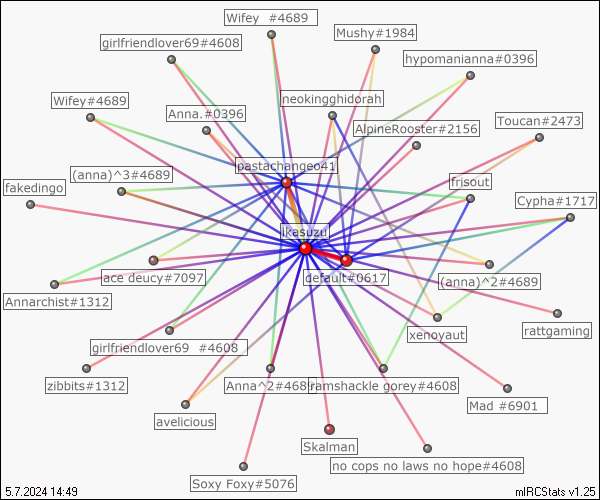 Wifey  #4689
Mushy#1984
girlfriendlover69#4608
hypomanianna#0396
Wifey#4689
neokingghidorah
Anna.#0396
AlpineRooster#2156
Toucan#2473
pastachangeo41
(anna)^3#4689
frisout
fakedingo
Cypha#1717
ikasuzu
ace deucy#7097
default#0617
(anna)^2#4689
Annarchist#1312
xenoyaut
rattgaming
girlfriendlover69  #4608
zibbits#1312
Anna^2#4689
ramshackle gorey#4608
Mad #6901
avelicious
Skalman
no cops no laws no hope#4608
Soxy Foxy#5076
5.7.2024 14:49
mIRCStats v1.25